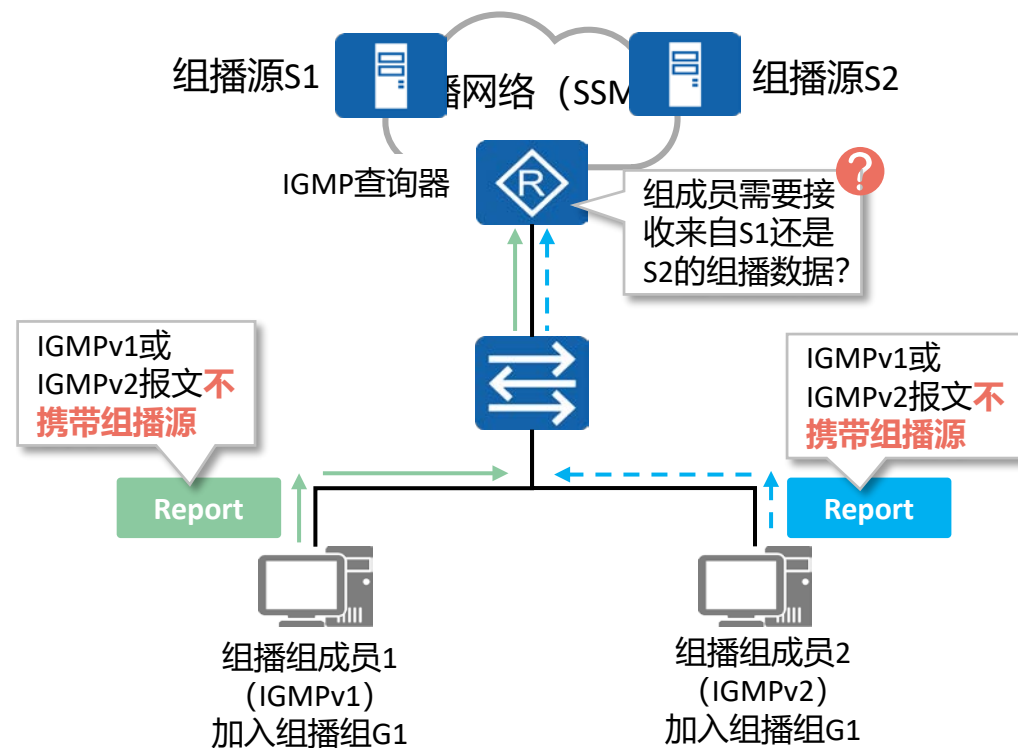 组播源S1
播网络（SSM
组播源S2
IGMP查询器
R
?
组成员需要接
收来自S1还是
S2的组播数据？
IGMPv1或
IGMPv2报文不
携带组播源
IGMPv1或
IGMPv2报文不
携带组播源
Report
Report
组播组成员1
（IGMPv1）
加入组播组G1
组播组成员2
（IGMPv2）
加入组播组G1